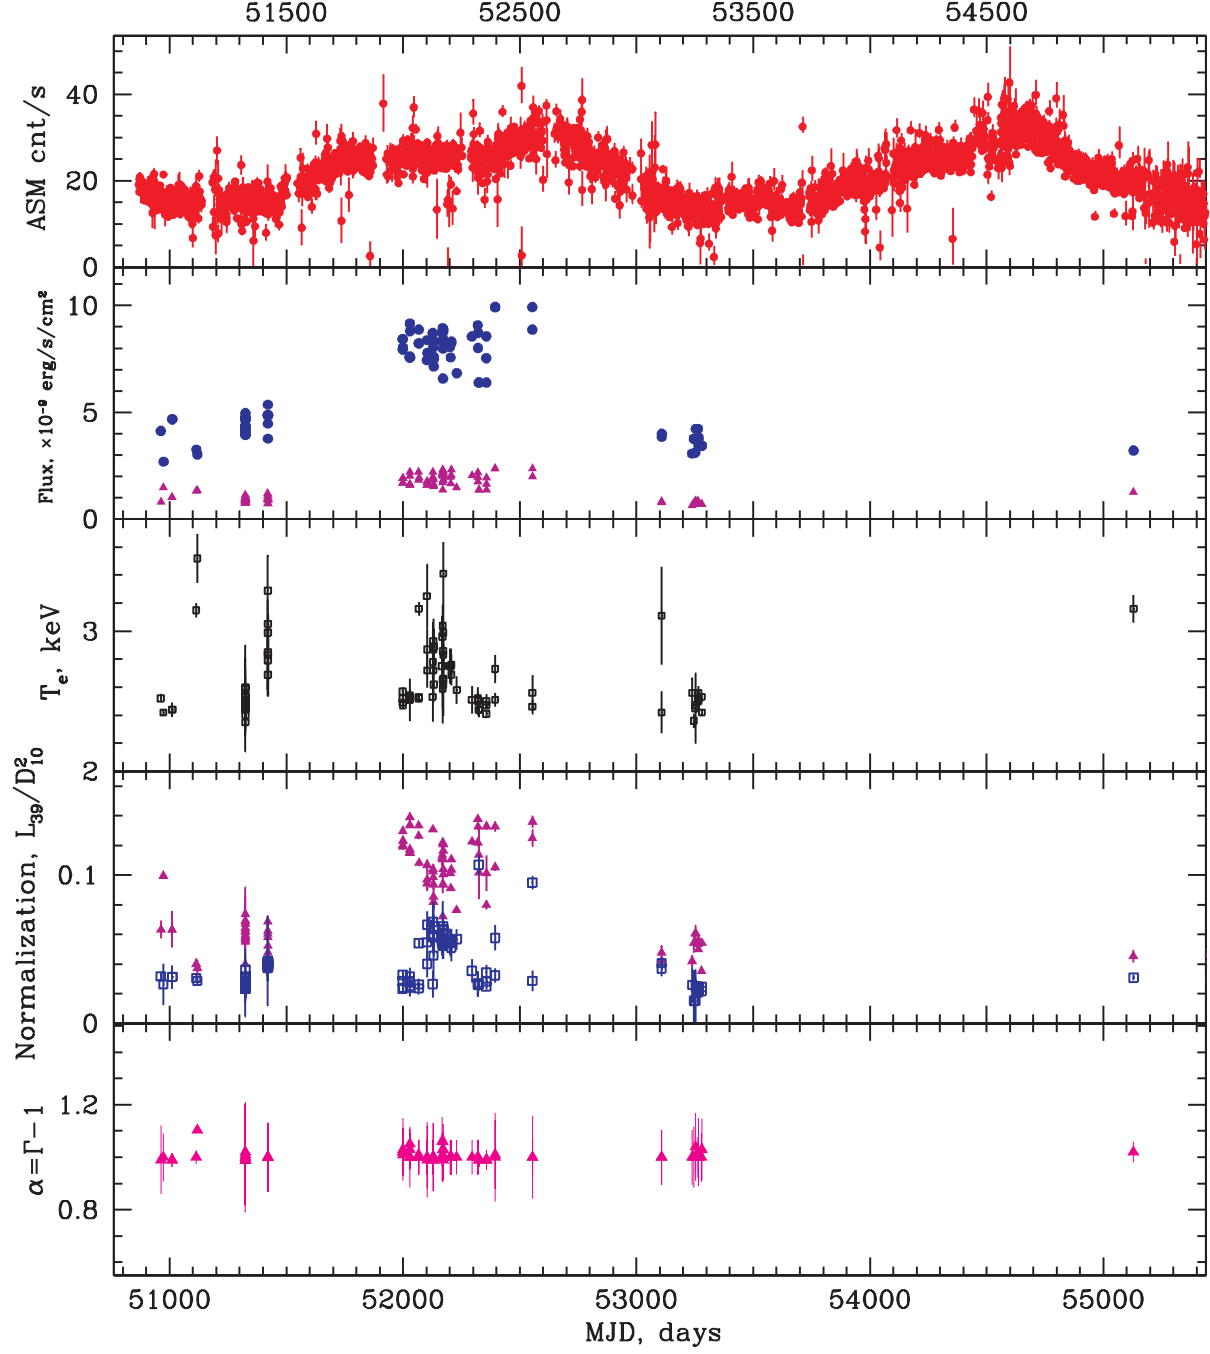 51500 52500 53500 54500
ASM cnt/s
40
20
0
Flux, ×10⁻⁹ erg/s/cm²
10
5
0
Tₑ, keV
3
2
Normalization, L₃₉/D²₁₀
0.1
0
α=Γ−1
1.2
0.8
51000 52000 53000 54000 55000
MJD, days